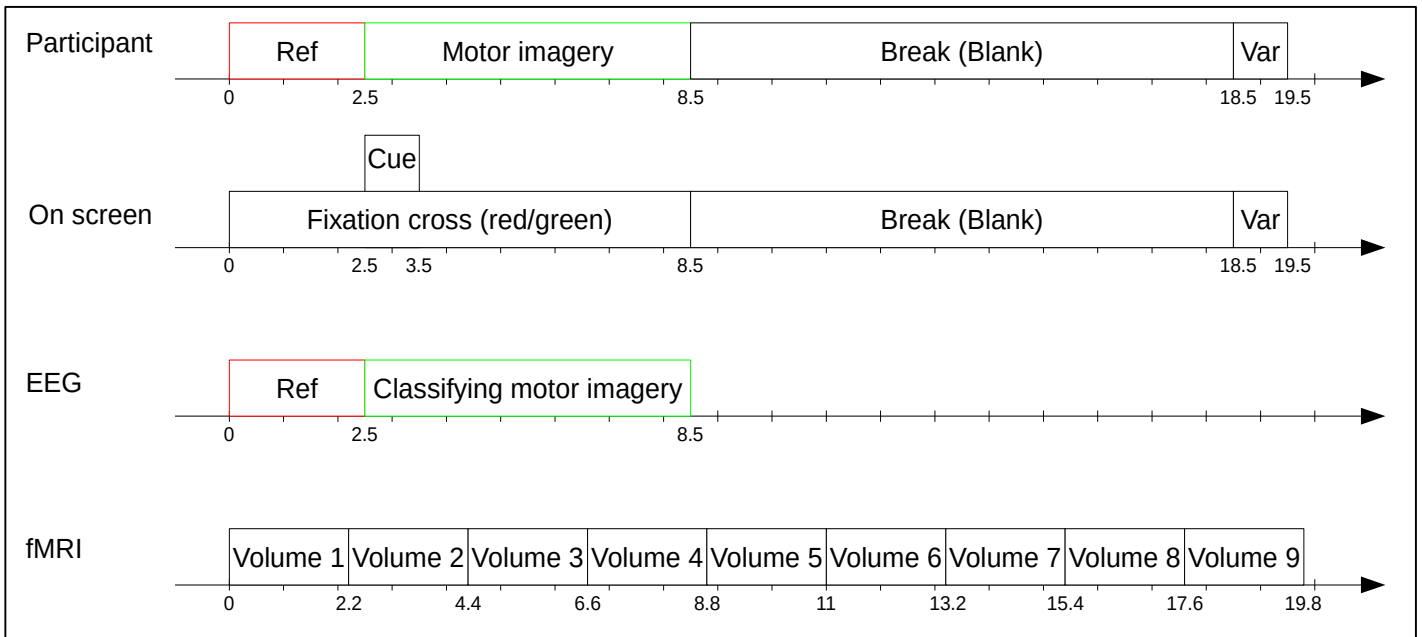 Participant
Ref
Motor imagery
Break (Blank)
Var
0 2.5 8.5 18.5 19.5
Cue
On screen
Fixation cross (red/green)
Break (Blank)
Var
0 2.5 3.5 8.5 18.5 19.5
EEG
Ref
Classifying motor imagery
0 2.5 8.5
fMRI
Volume 1 Volume 2 Volume 3 Volume 4 Volume 5 Volume 6 Volume 7 Volume 8 Volume 9
0 2.2 4.4 6.6 8.8 11 13.2 15.4 17.6 19.8